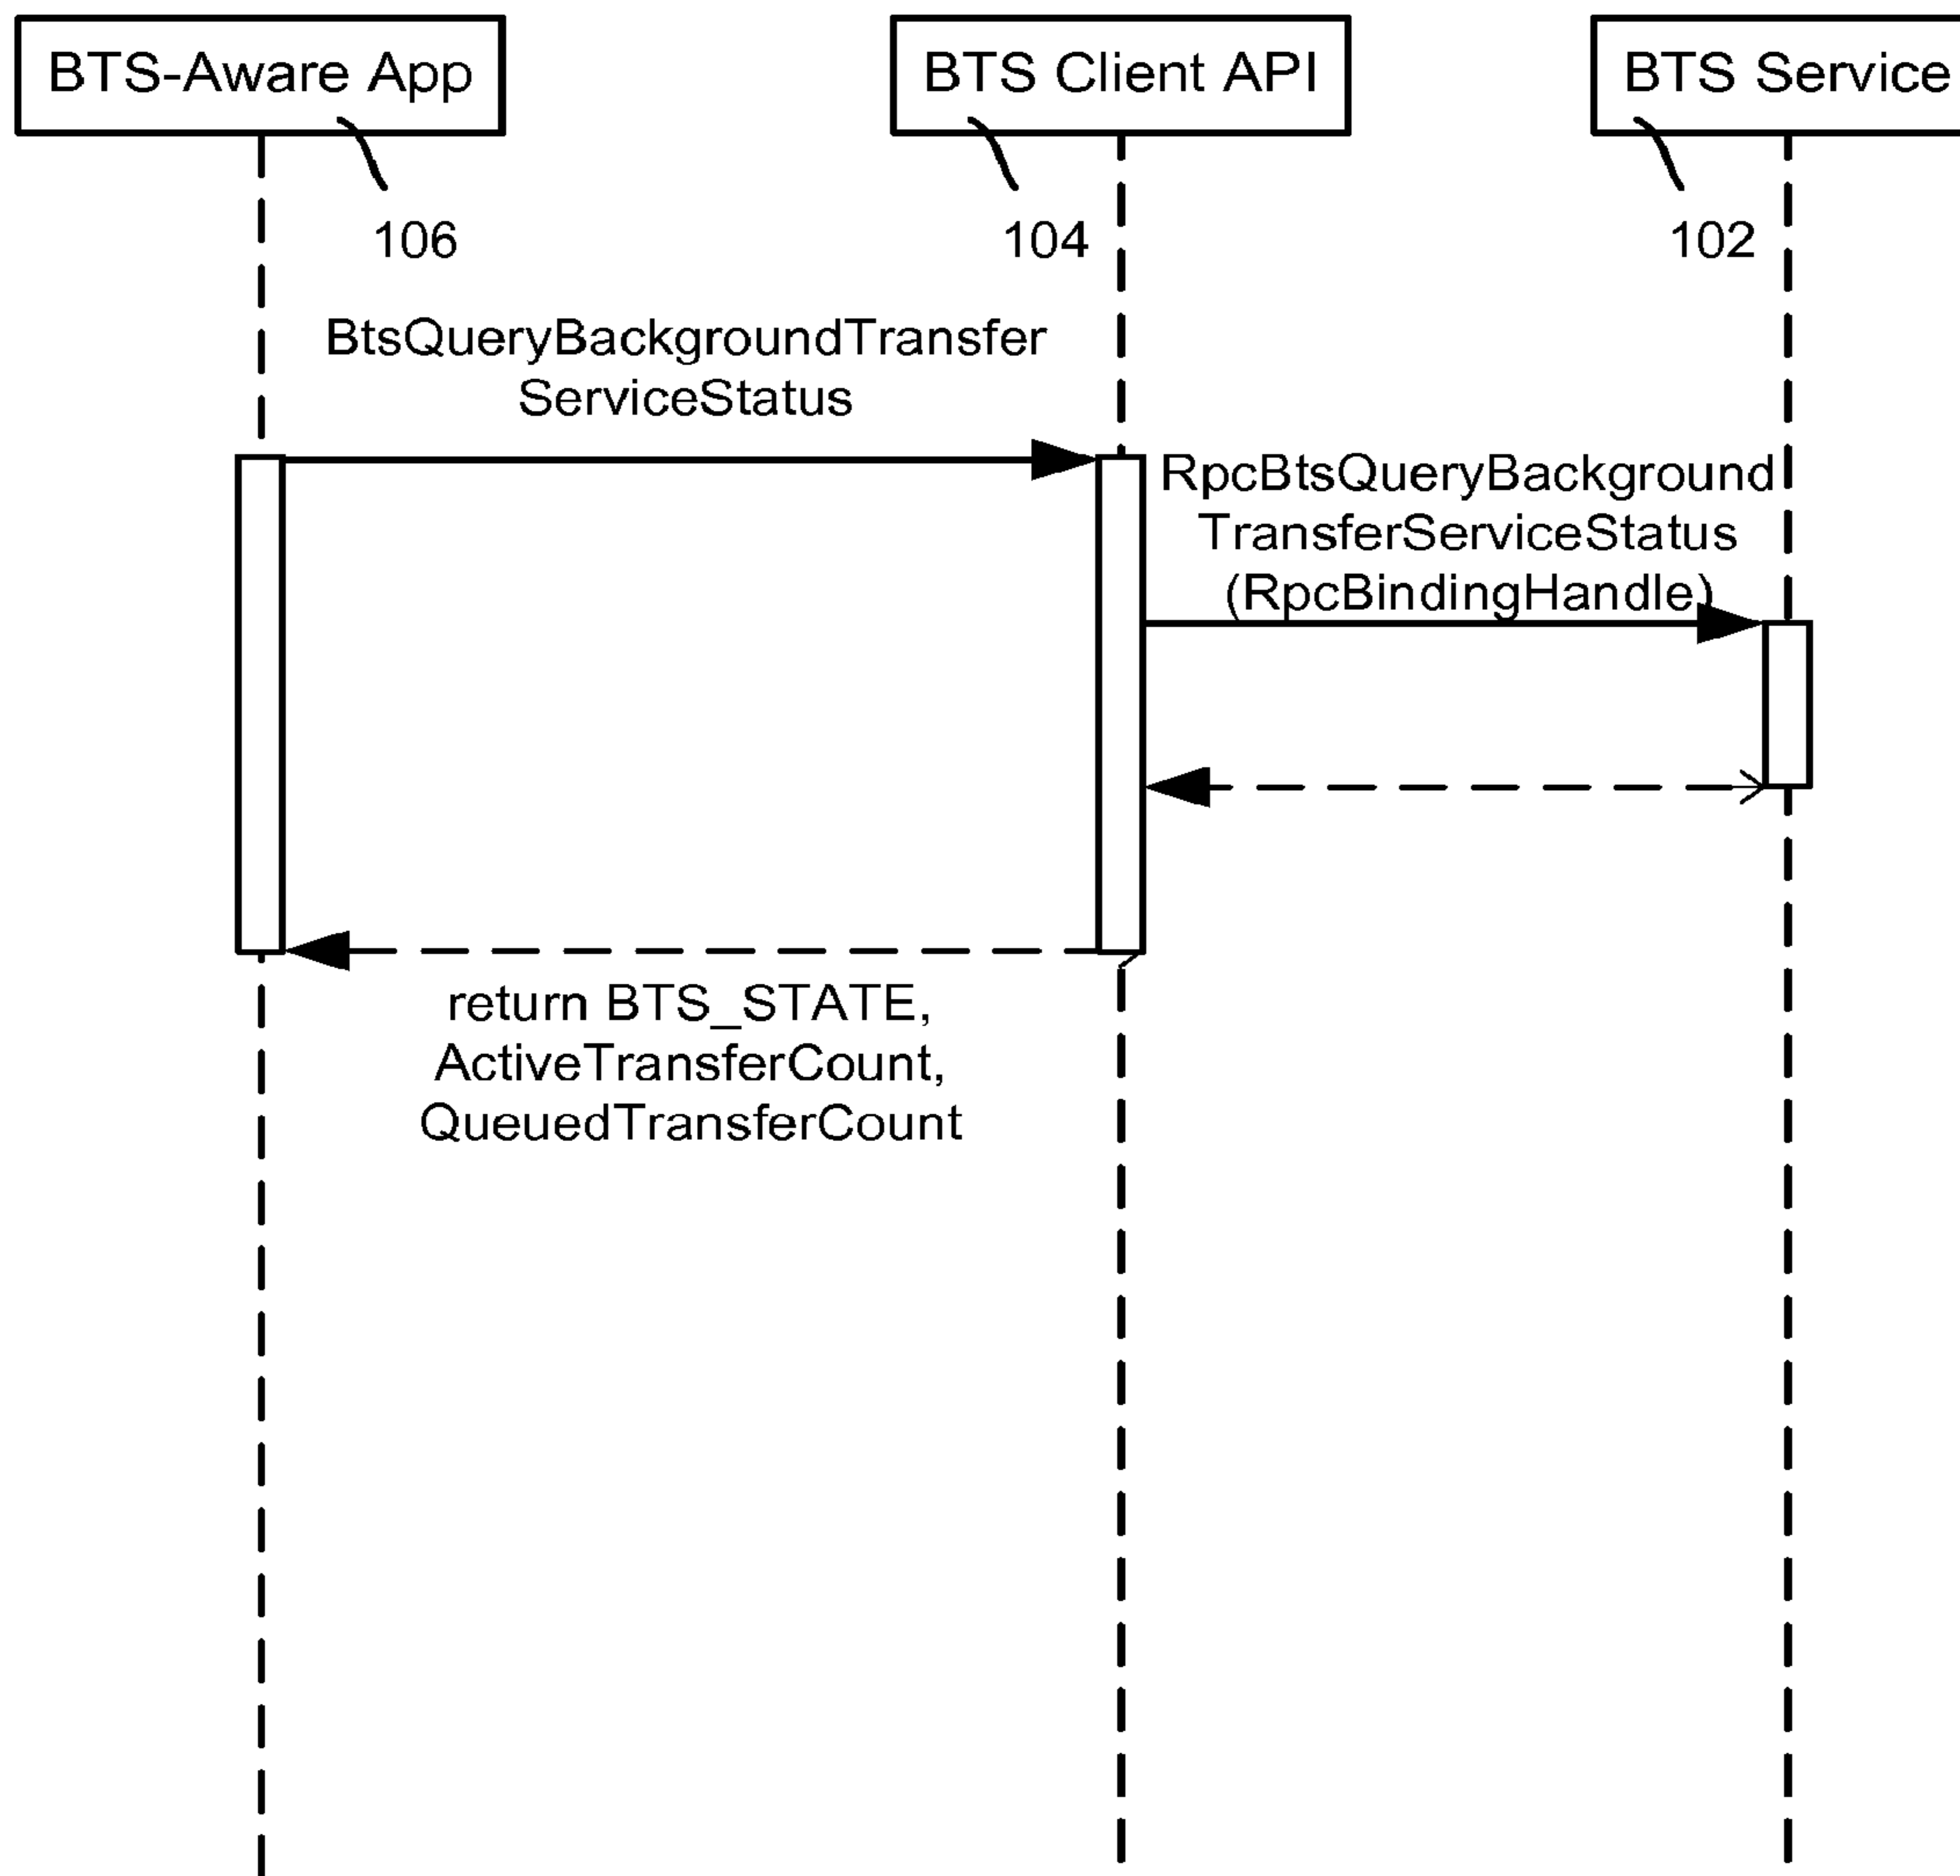 BTS-Aware App
BTS Client API
BTS Service
106
104
102
BtsQueryBackgroundTransfer
ServiceStatus
RpcBtsQueryBackground
TransferServiceStatus
(RpcBindingHandle)
return BTS_STATE,
ActiveTransferCount,
QueuedTransferCount